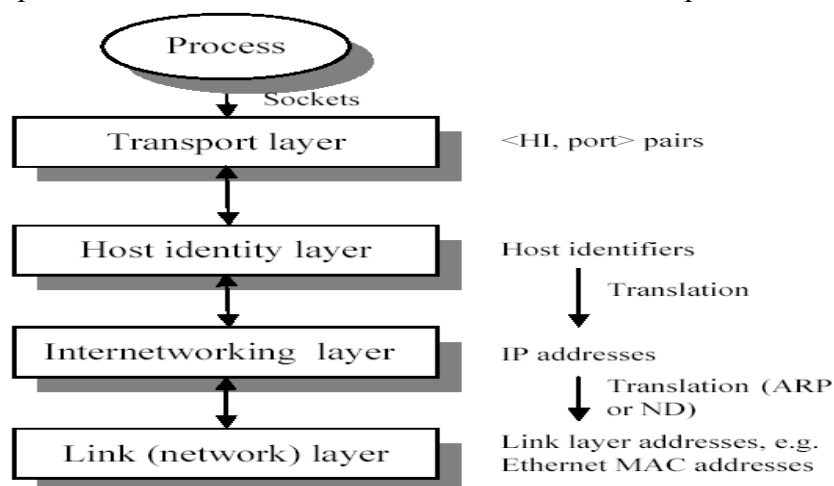 Process
Sockets
Transport layer
<HI, port> pairs
Host identity layer
Host identifiers
Translation
Internetworking layer
IP addresses
Translation (ARP
or ND)
Link (network) layer
Link layer addresses, e.g.
Ethernet MAC addresses